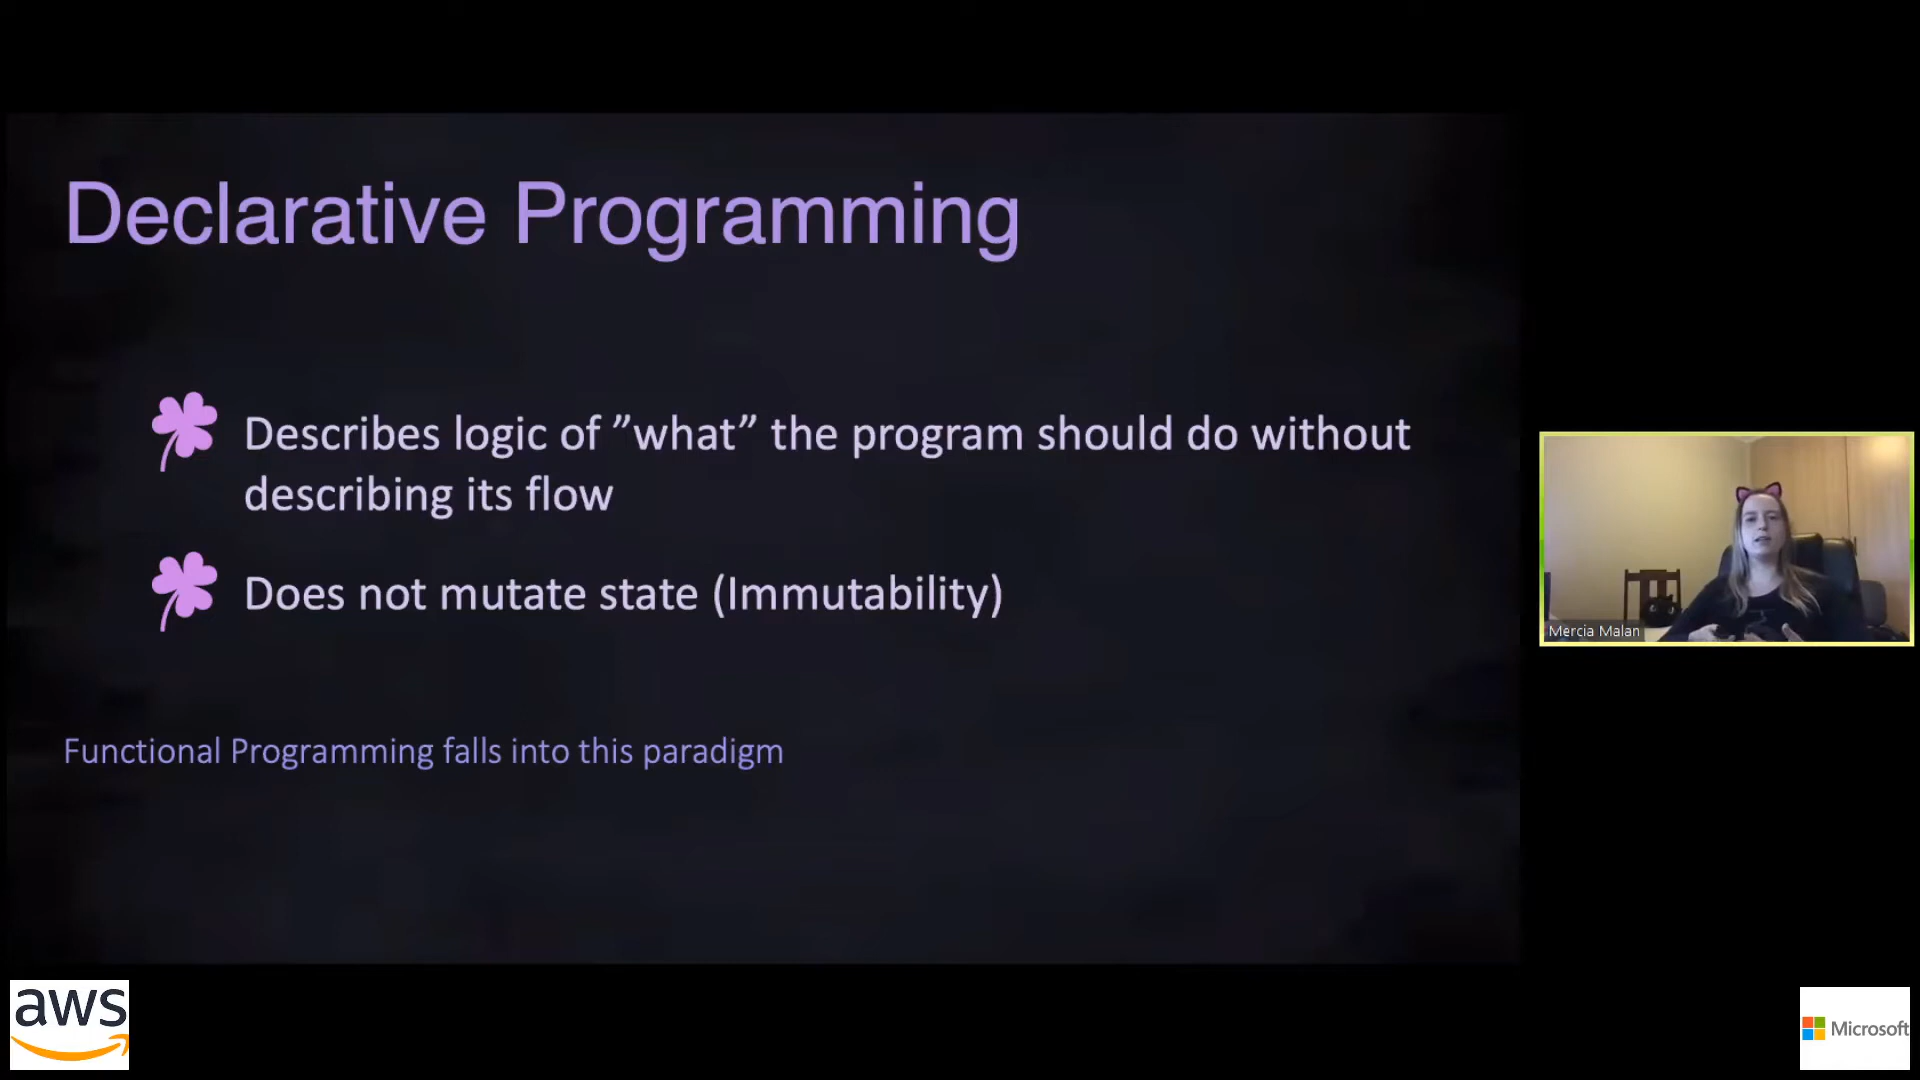 Declarative Programming
Describes logic of ”what” the program should do without
describing its flow
Does not mutate state (Immutability)
Functional Programming falls into this paradigm
Mercia Malan
aws
Microsoft